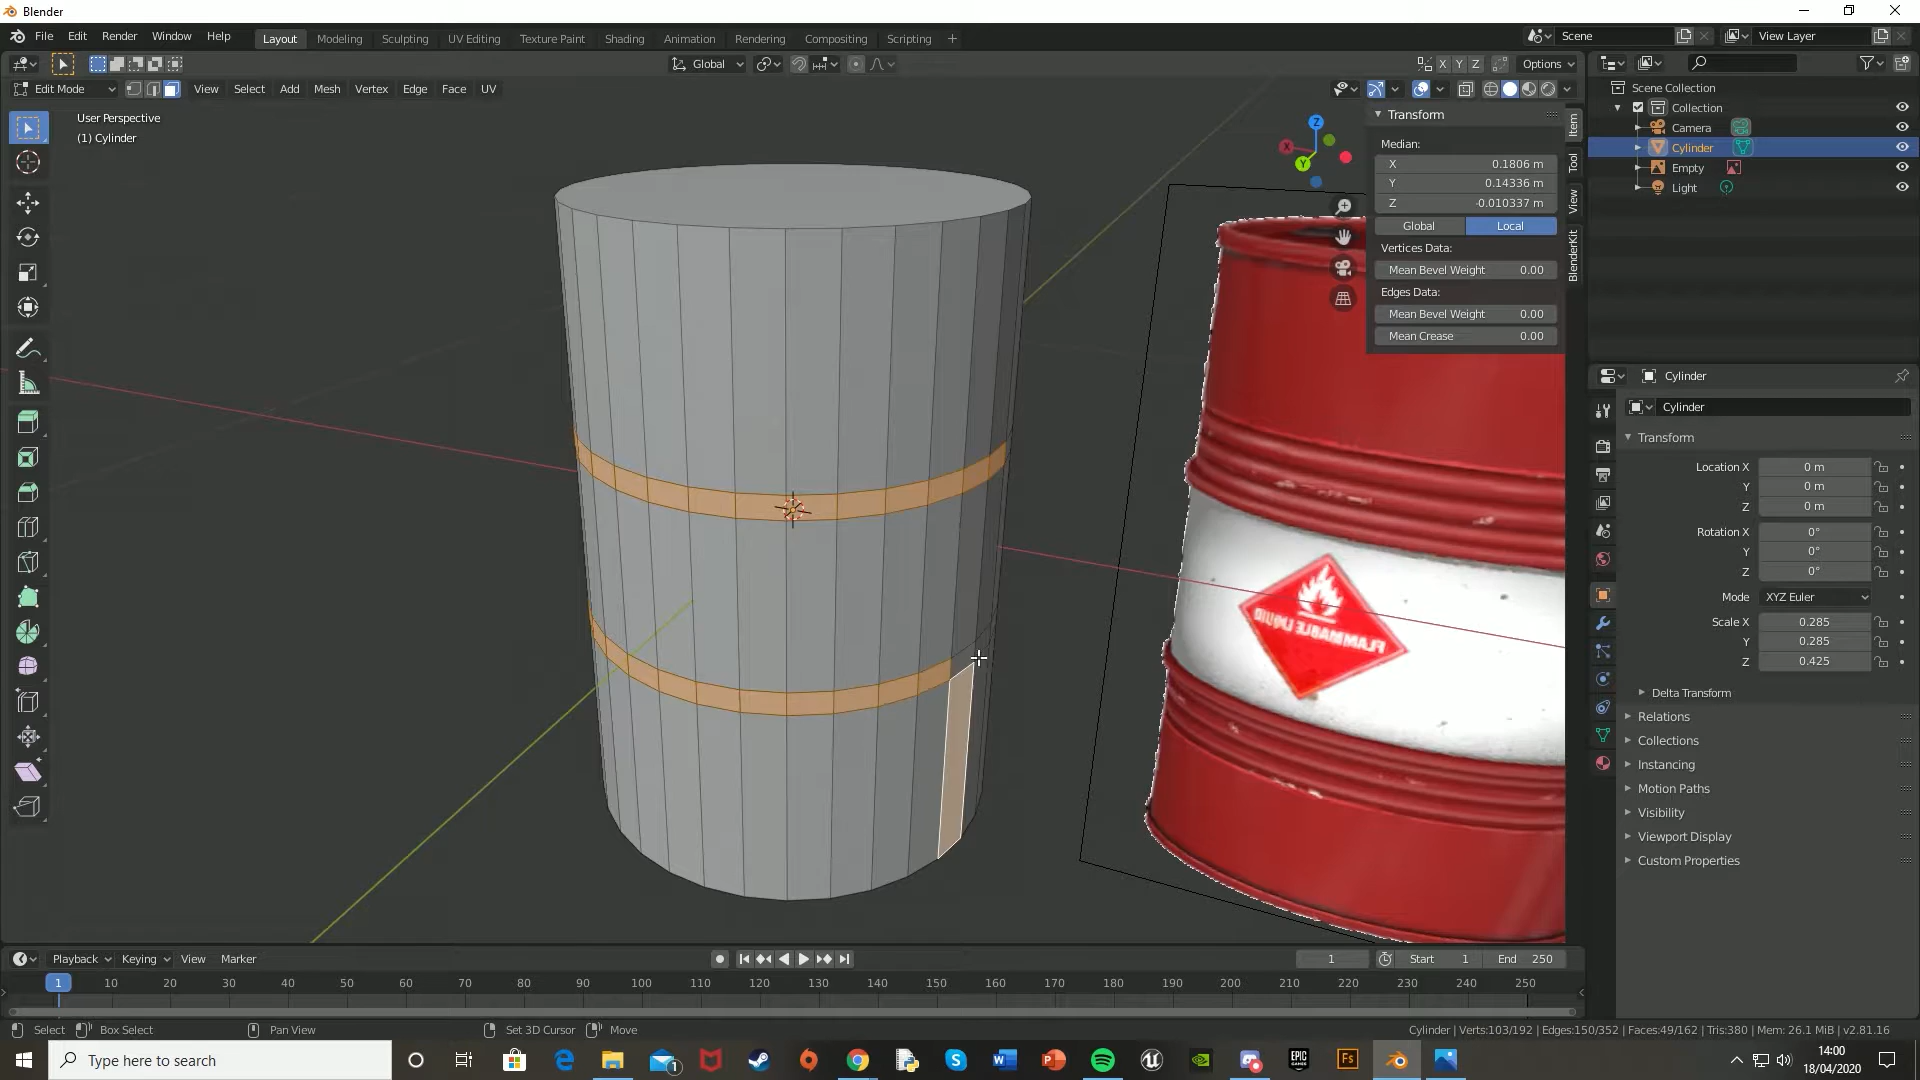 Blender
File Edit Render Window Help Layout Modeling Sculpting UV Editing Texture Paint Shading Animation Rendering Compositing Scripting + Scene View Layer
Global X Y Z Options
Edit Mode View Select Add Mesh Vertex Edge Face UV
User Perspective
(1) Cylinder
Transform
Median:
X 0.1806 m
Y 0.14336 m
Z -0.010337 m
Global Local
Vertices Data:
Mean Bevel Weight 0.00
Edges Data:
Mean Bevel Weight 0.00
Mean Crease 0.00
Item
Tool
View
BlenderKit
Z
X
Y
FLAMMABLE LIQUID
Scene Collection
Collection
Camera
Cylinder
Empty
Light
Cylinder
Cylinder
Transform
Location X 0 m
Y 0 m
Z 0 m
Rotation X 0°
Y 0°
Z 0°
Mode XYZ Euler
Scale X 0.285
Y 0.285
Z 0.425
Delta Transform
Relations
Collections
Instancing
Motion Paths
Visibility
Viewport Display
Custom Properties
Playback Keying View Marker 1 Start 1 End 250
1 10 20 30 40 50 60 70 80 90 100 110 120 130 140 150 160 170 180 190 200 210 220 230 240 250
Select Box Select Pan View Set 3D Cursor Move Cylinder | Verts:103/192 | Edges:150/352 | Faces:49/162 | Tris:380 | Mem: 26.1 MiB | v2.81.16
Type here to search
1
EPIC GAMES
Fs
14:00
18/04/2020